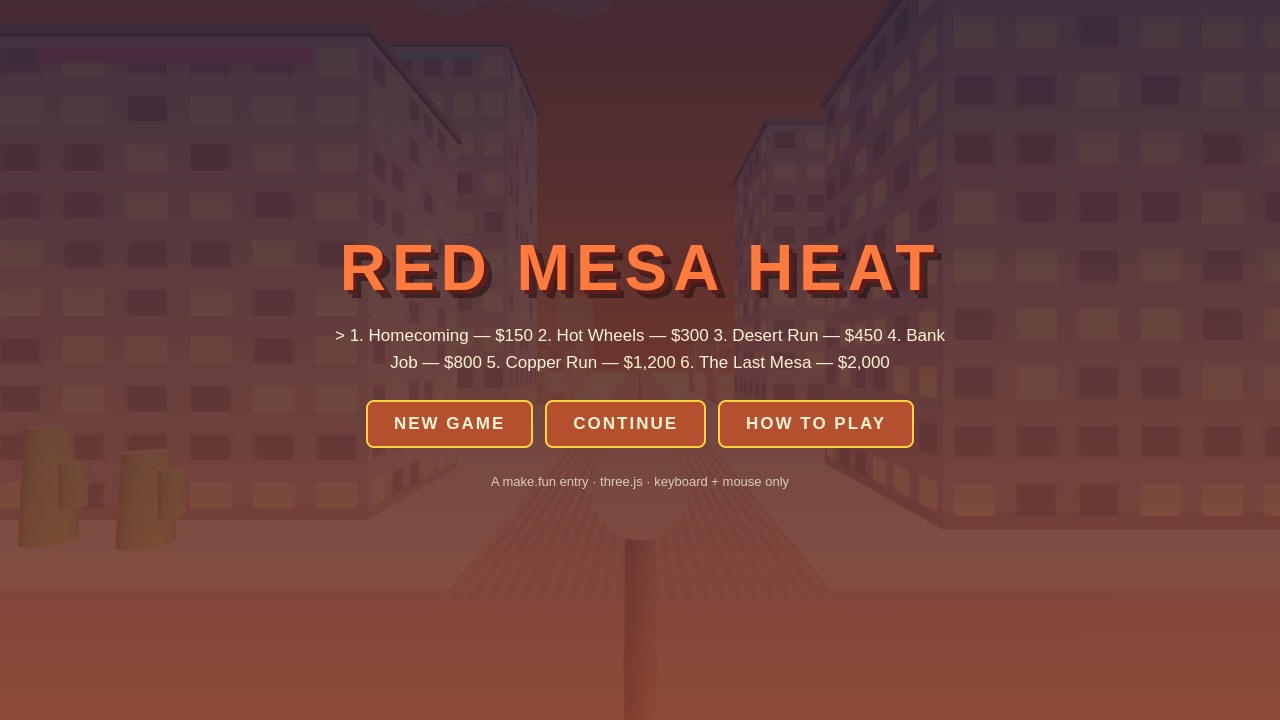 RED MESA HEAT
> 1. Homecoming — $150 2. Hot Wheels — $300 3. Desert Run — $450 4. Bank
Job — $800 5. Copper Run — $1,200 6. The Last Mesa — $2,000
NEW GAME
CONTINUE
HOW TO PLAY
A make.fun entry · three.js · keyboard + mouse only